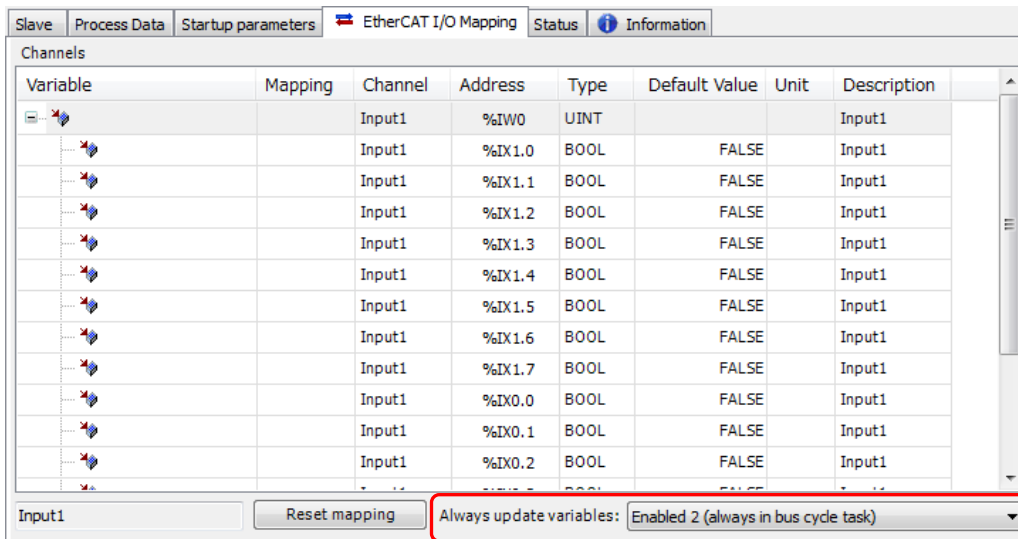 Slave Process Data Startup parameters EtherCAT I/O Mapping Status Information
Channels
Variable Mapping Channel Address Type Default Value Unit Description
Input1 %IW0 UINT Input1
Input1 %IX1.0 BOOL FALSE Input1
Input1 %IX1.1 BOOL FALSE Input1
Input1 %IX1.2 BOOL FALSE Input1
Input1 %IX1.3 BOOL FALSE Input1
Input1 %IX1.4 BOOL FALSE Input1
Input1 %IX1.5 BOOL FALSE Input1
Input1 %IX1.6 BOOL FALSE Input1
Input1 %IX1.7 BOOL FALSE Input1
Input1 %IX0.0 BOOL FALSE Input1
Input1 %IX0.1 BOOL FALSE Input1
Input1 %IX0.2 BOOL FALSE Input1
Input1 Reset mapping Always update variables: Enabled 2 (always in bus cycle task)